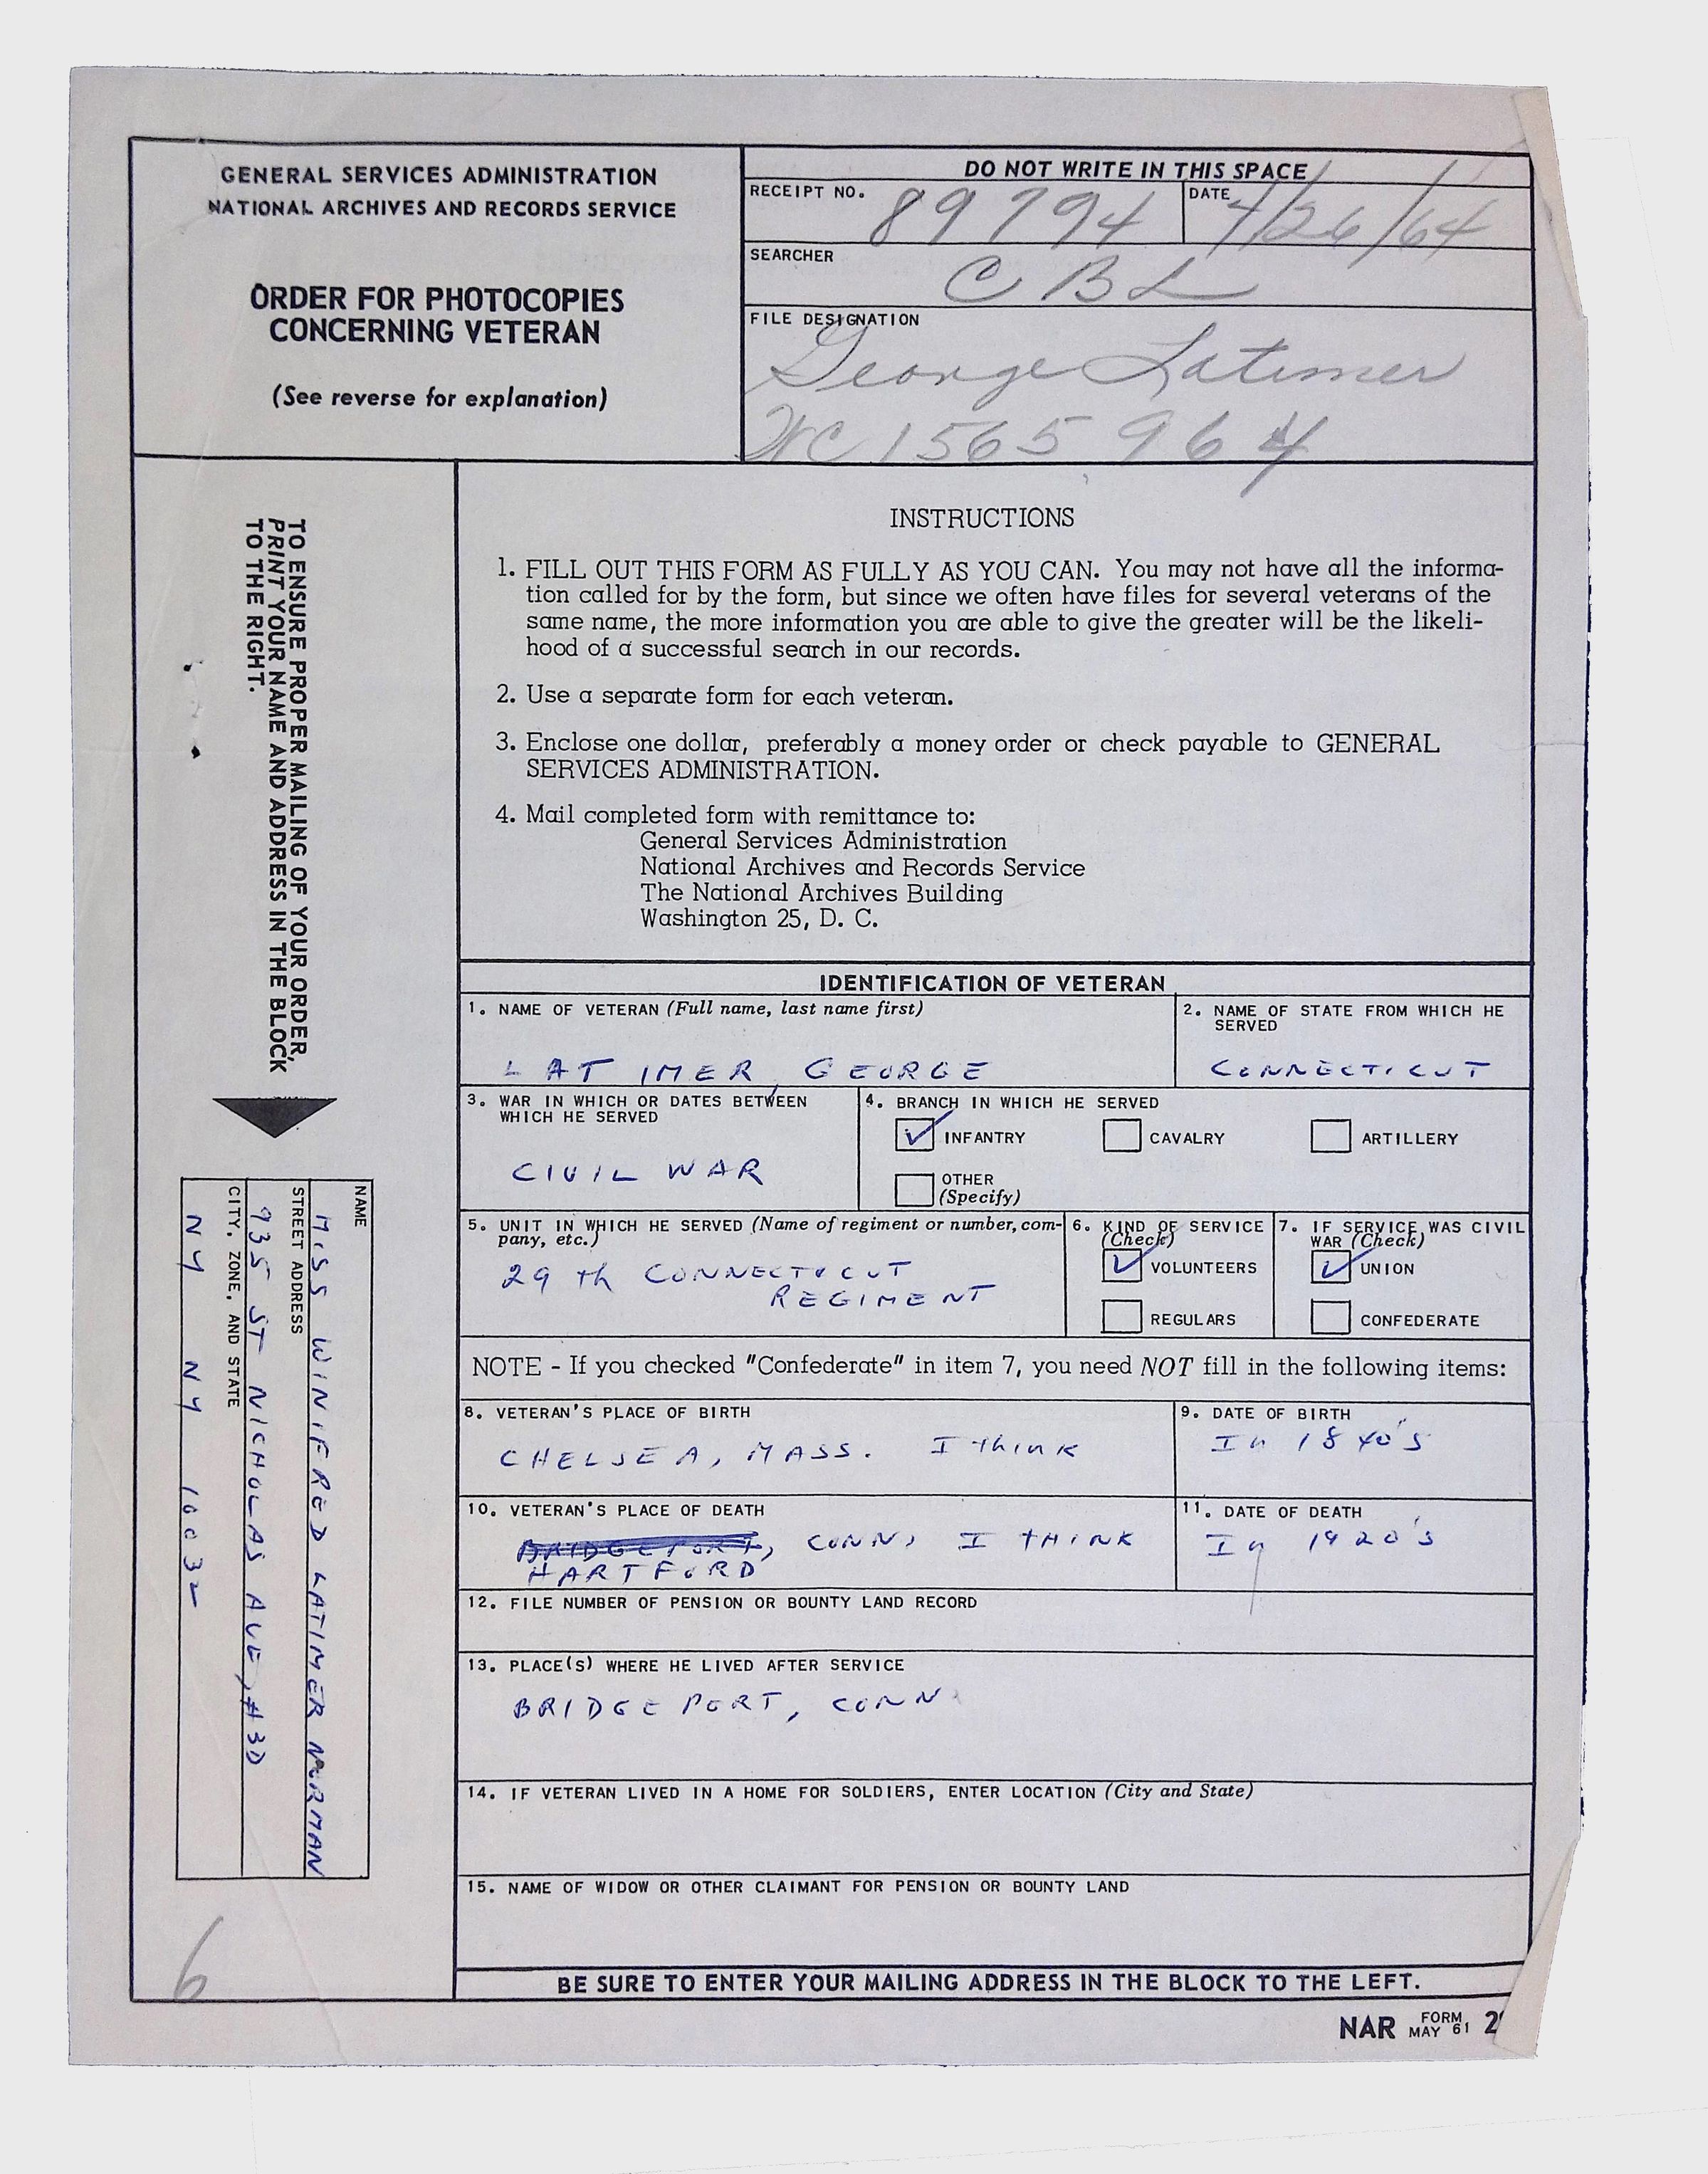 GENERAL SERVICES ADMINISTRATION
NATIONAL ARCHIVES AND RECORDS SERVICE
ORDER FOR PHOTOCOPIES
CONCERNING VETERAN
(See reverse for explanation)
DO NOT WRITE IN THIS SPACE
RECEIPT NO. 89794
DATE 4/26/64
SEARCHER
CBL
FILE DESIGNATION
George Latimer
WC 1565 964
TO ENSURE PROPER MAILING OF YOUR ORDER,
PRINT YOUR NAME AND ADDRESS IN THE BLOCK
TO THE RIGHT.
NAME
MISS WINIFRED LATIMER NORMAN
STREET ADDRESS
935 ST NICHOLAS AVE, #3D
CITY, ZONE, AND STATE
NY NY 10032
6
INSTRUCTIONS
1. FILL OUT THIS FORM AS FULLY AS YOU CAN. You may not have all the informa-
tion called for by the form, but since we often have files for several veterans of the
same name, the more information you are able to give the greater will be the likeli-
hood of a successful search in our records.
2. Use a separate form for each veteran.
3. Enclose one dollar, preferably a money order or check payable to GENERAL
SERVICES ADMINISTRATION.
4. Mail completed form with remittance to:
General Services Administration
National Archives and Records Service
The National Archives Building
Washington 25, D. C.
IDENTIFICATION OF VETERAN
1. NAME OF VETERAN (Full name, last name first)
LATIMER, GEORGE
2. NAME OF STATE FROM WHICH HE
SERVED
CONNECTICUT
3. WAR IN WHICH OR DATES BETWEEN
WHICH HE SERVED
CIVIL WAR
4. BRANCH IN WHICH HE SERVED
INFANTRY CAVALRY ARTILLERY
OTHER
(Specify)
5. UNIT IN WHICH HE SERVED (Name of regiment or number, com-
pany, etc.)
29 th CONNECTICUT
REGIMENT
6. KIND OF SERVICE
(Check)
VOLUNTEERS
REGULARS
7. IF SERVICE WAS CIVIL
WAR (Check)
UNION
CONFEDERATE
NOTE - If you checked "Confederate" in item 7, you need NOT fill in the following items:
8. VETERAN'S PLACE OF BIRTH
CHELSEA, MASS. I think
9. DATE OF BIRTH
In 1840's
10. VETERAN'S PLACE OF DEATH
BRIDGEPORT, CONN, I THINK
HARTFORD
11. DATE OF DEATH
In 1920's
12. FILE NUMBER OF PENSION OR BOUNTY LAND RECORD
13. PLACE(S) WHERE HE LIVED AFTER SERVICE
BRIDGEPORT, CONN
14. IF VETERAN LIVED IN A HOME FOR SOLDIERS, ENTER LOCATION (City and State)
15. NAME OF WIDOW OR OTHER CLAIMANT FOR PENSION OR BOUNTY LAND
BE SURE TO ENTER YOUR MAILING ADDRESS IN THE BLOCK TO THE LEFT.
NAR FORM
MAY 61